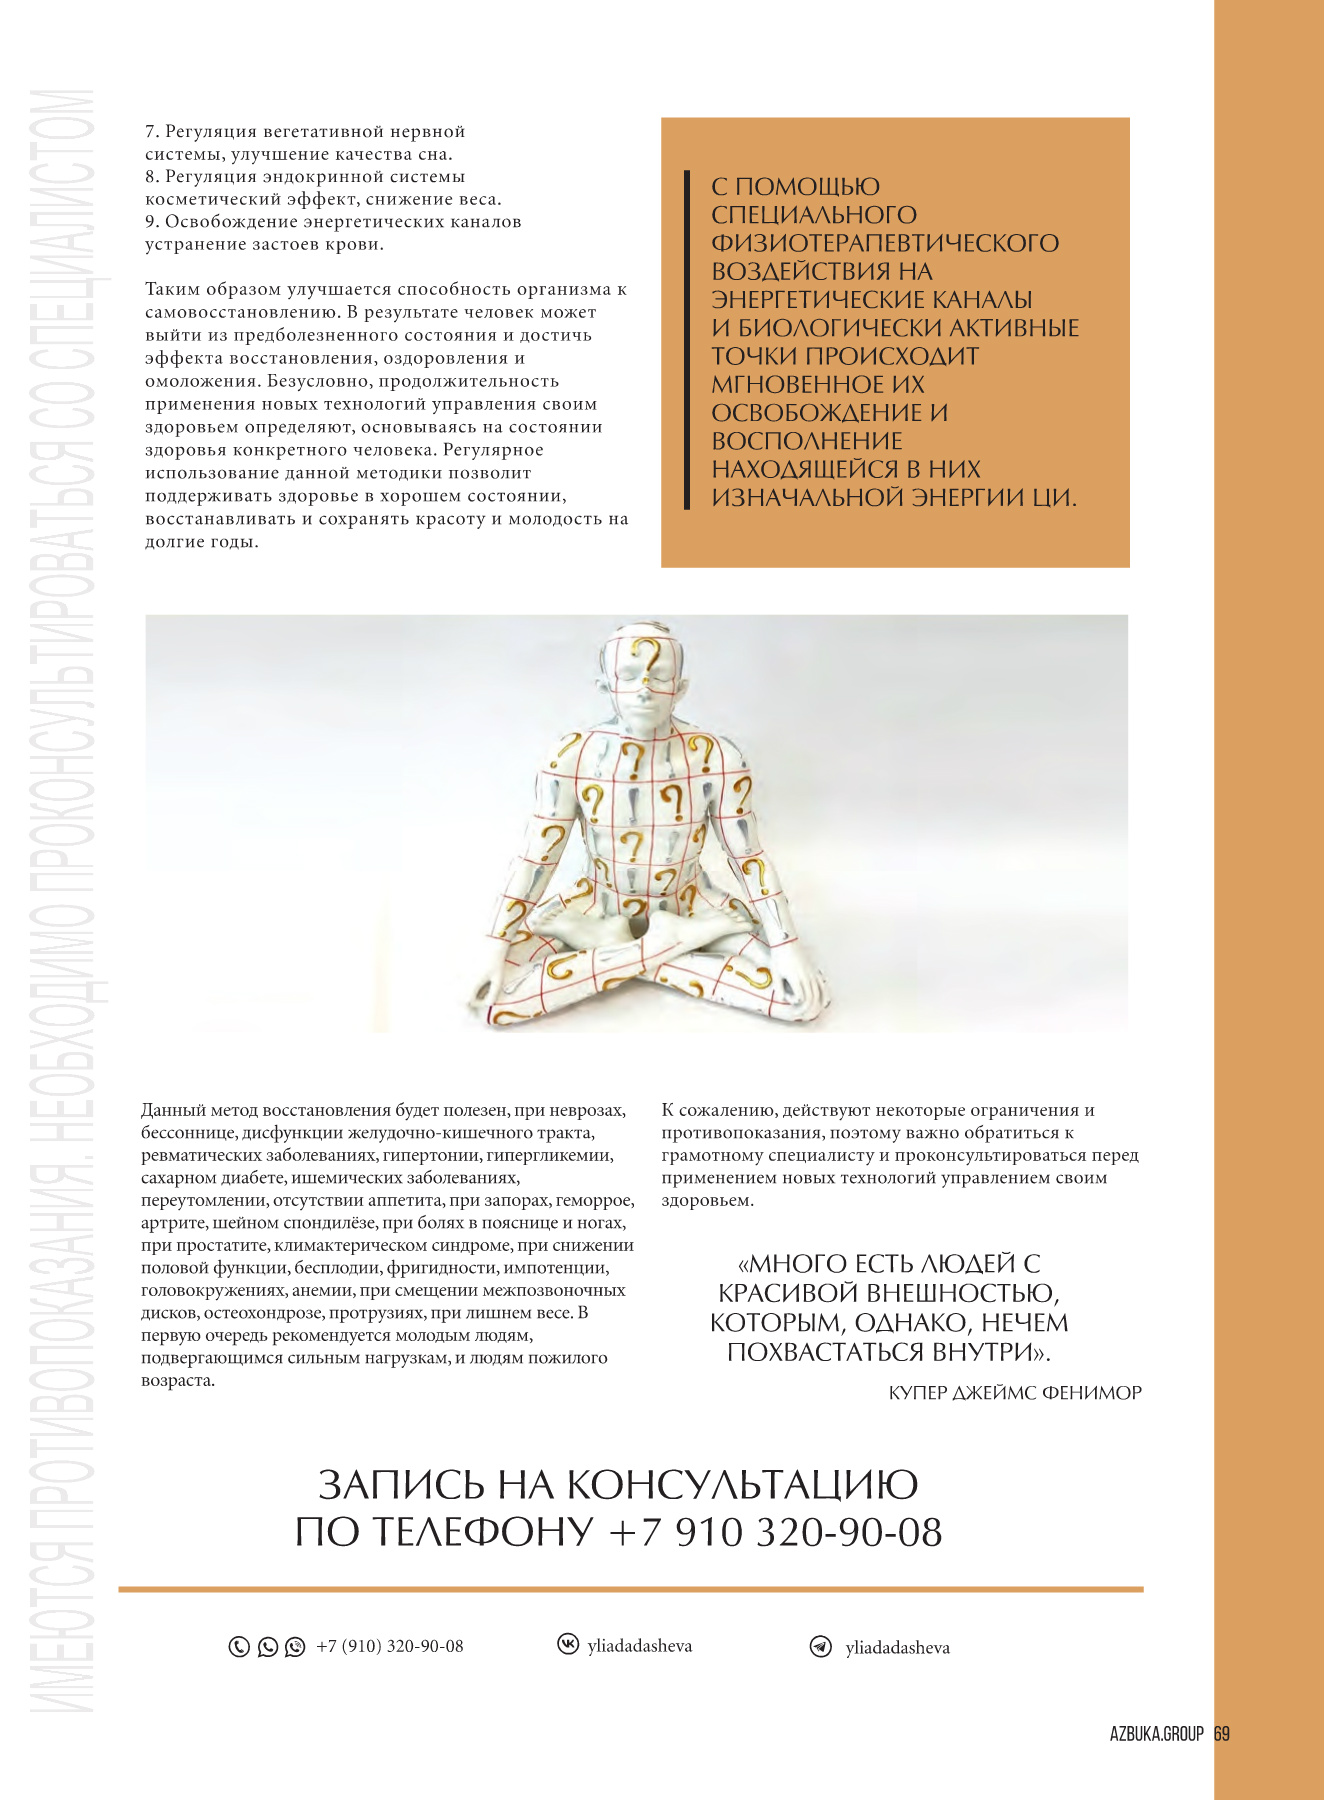 ИМЕЮТСЯ ПРОТИВОПОКАЗАНИЯ. НЕОБХОДИМО ПРОКОНСУЛЬТИРОВАТЬСЯ СО СПЕЦИАЛИСТОМ
7. Регуляция вегетативной нервной
системы, улучшение качества сна.
8. Регуляция эндокринной системы
косметический эффект, снижение веса.
9. Освобождение энергетических каналов
устранение застоев крови.
Таким образом улучшается способность организма к
самовосстановлению. В результате человек может
выйти из предболезненного состояния и достичь
эффекта восстановления, оздоровления и
омоложения. Безусловно, продолжительность
применения новых технологий управления своим
здоровьем определяют, основываясь на состоянии
здоровья конкретного человека. Регулярное
использование данной методики позволит
поддерживать здоровье в хорошем состоянии,
восстанавливать и сохранять красоту и молодость на
долгие годы.
С ПОМОЩЬЮ
СПЕЦИАЛЬНОГО
ФИЗИОТЕРАПЕВТИЧЕСКОГО
ВОЗДЕЙСТВИЯ НА
ЭНЕРГЕТИЧЕСКИЕ КАНАЛЫ
И БИОЛОГИЧЕСКИ АКТИВНЫЕ
ТОЧКИ ПРОИСХОДИТ
МГНОВЕННОЕ ИХ
ОСВОБОЖДЕНИЕ И
ВОСПОЛНЕНИЕ
НАХОДЯЩЕЙСЯ В НИХ
ИЗНАЧАЛЬНОЙ ЭНЕРГИИ ЦИ.
Данный метод восстановления будет полезен, при неврозах,
бессоннице, дисфункции желудочно-кишечного тракта,
ревматических заболеваниях, гипертонии, гипергликемии,
сахарном диабете, ишемических заболеваниях,
переутомлении, отсутствии аппетита, при запорах, геморрое,
артрите, шейном спондилёзе, при болях в пояснице и ногах,
при простатите, климактерическом синдроме, при снижении
половой функции, бесплодии, фригидности, импотенции,
головокружениях, анемии, при смещении межпозвоночных
дисков, остеохондрозе, протрузиях, при лишнем весе. В
первую очередь рекомендуется молодым людям,
подвергающимся сильным нагрузкам, и людям пожилого
возраста.
К сожалению, действуют некоторые ограничения и
противопоказания, поэтому важно обратиться к
грамотному специалисту и проконсультироваться перед
применением новых технологий управлением своим
здоровьем.
«МНОГО ЕСТЬ ЛЮДЕЙ С
КРАСИВОЙ ВНЕШНОСТЬЮ,
КОТОРЫМ, ОДНАКО, НЕЧЕМ
ПОХВАСТАТЬСЯ ВНУТРИ».
КУПЕР ДЖЕЙМС ФЕНИМОР
ЗАПИСЬ НА КОНСУЛЬТАЦИЮ
ПО ТЕЛЕФОНУ +7 910 320-90-08
+7 (910) 320-90-08
yliadadasheva
yliadadasheva
AZBUKA.GROUP 69